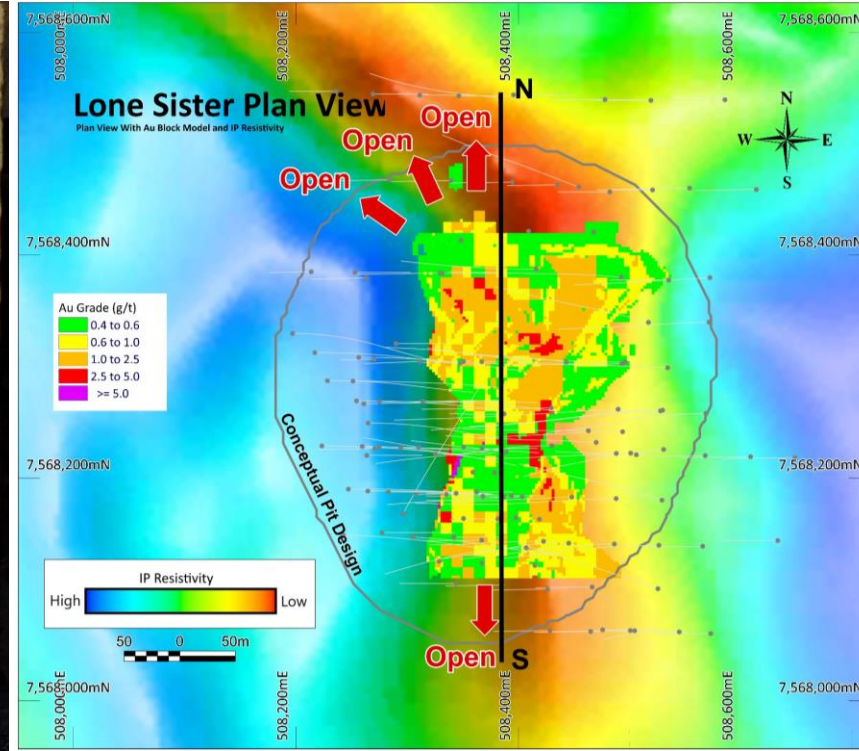 7,568,600mN
7,568,600mN
508,000mE
508,200mE
508,400mE
508,600mE
Lone Sister Plan View
Plan View With Au Block Model and IP Resistivity
N
N
W
E
S
Open
Open
Open
7,568,400mN
7,568,400mN
Au Grade (g/t)
0.4 to 0.6
0.6 to 1.0
1.0 to 2.5
2.5 to 5.0
>= 5.0
Conceptual Pit Design
7,568,200mN
7,568,200mN
IP Resistivity
High
Low
50
0
50m
Open
S
7,568,000mN
7,568,000mN
508,000mE
508,200mE
508,400mE
508,600mE